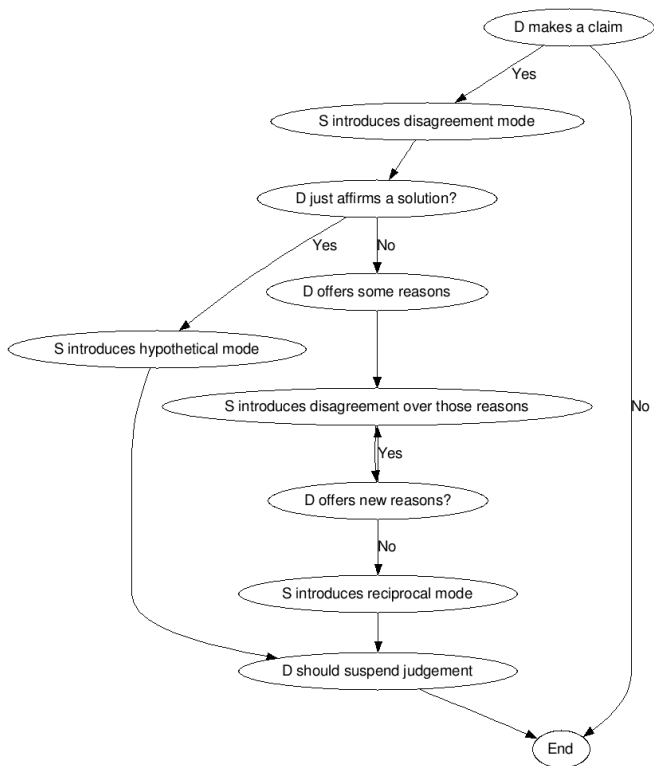 D makes a claim
Yes
S introduces disagreement mode
D just affirms a solution?
Yes
No
D offers some reasons
S introduces hypothetical mode
S introduces disagreement over those reasons
No
Yes
D offers new reasons?
No
S introduces reciprocal mode
D should suspend judgement
End